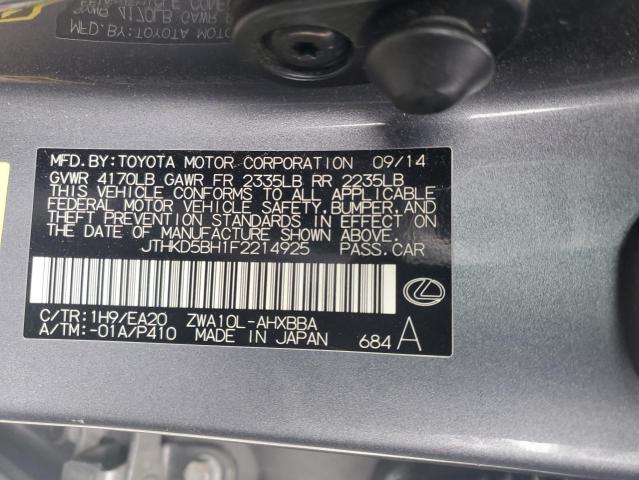 MFD.BY:TOYOTA MOTOR CORPORATION 09/14
GVWR 4170LB GAWR FR 2335LB RR 2235LB
THIS VEHICLE CONFORMS TO ALL APPLICABLE
FEDERAL MOTOR VEHICLE SAFETY,BUMPER,AND
THEFT PREVENTION STANDARDS IN EFFECT ON
THE DATE OF MANUFACTURE SHOWN ABOVE.
JTHKD5BH1F2214925 PASS.CAR
C/TR:1H9/EA20 ZWA10L-AHXBBA
A/TM:-01A/P410 MADE IN JAPAN 684 A